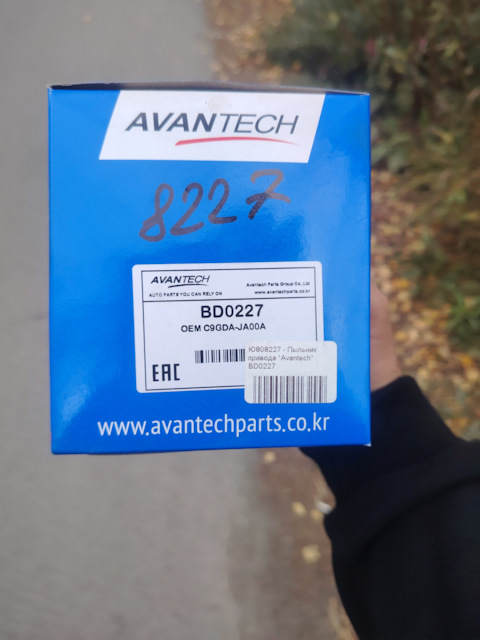 AVANTECH
8227
AVANTECH
AUTO PARTS YOU CAN RELY ON
Avantech Parts Group Co.,Ltd
www.avantechparts.co.kr
BD0227
OEM C9GDA-JA00A
EAC
Ю808227 - Пыльник
привода "Avantech"
BD0227
www.avantechparts.co.kr